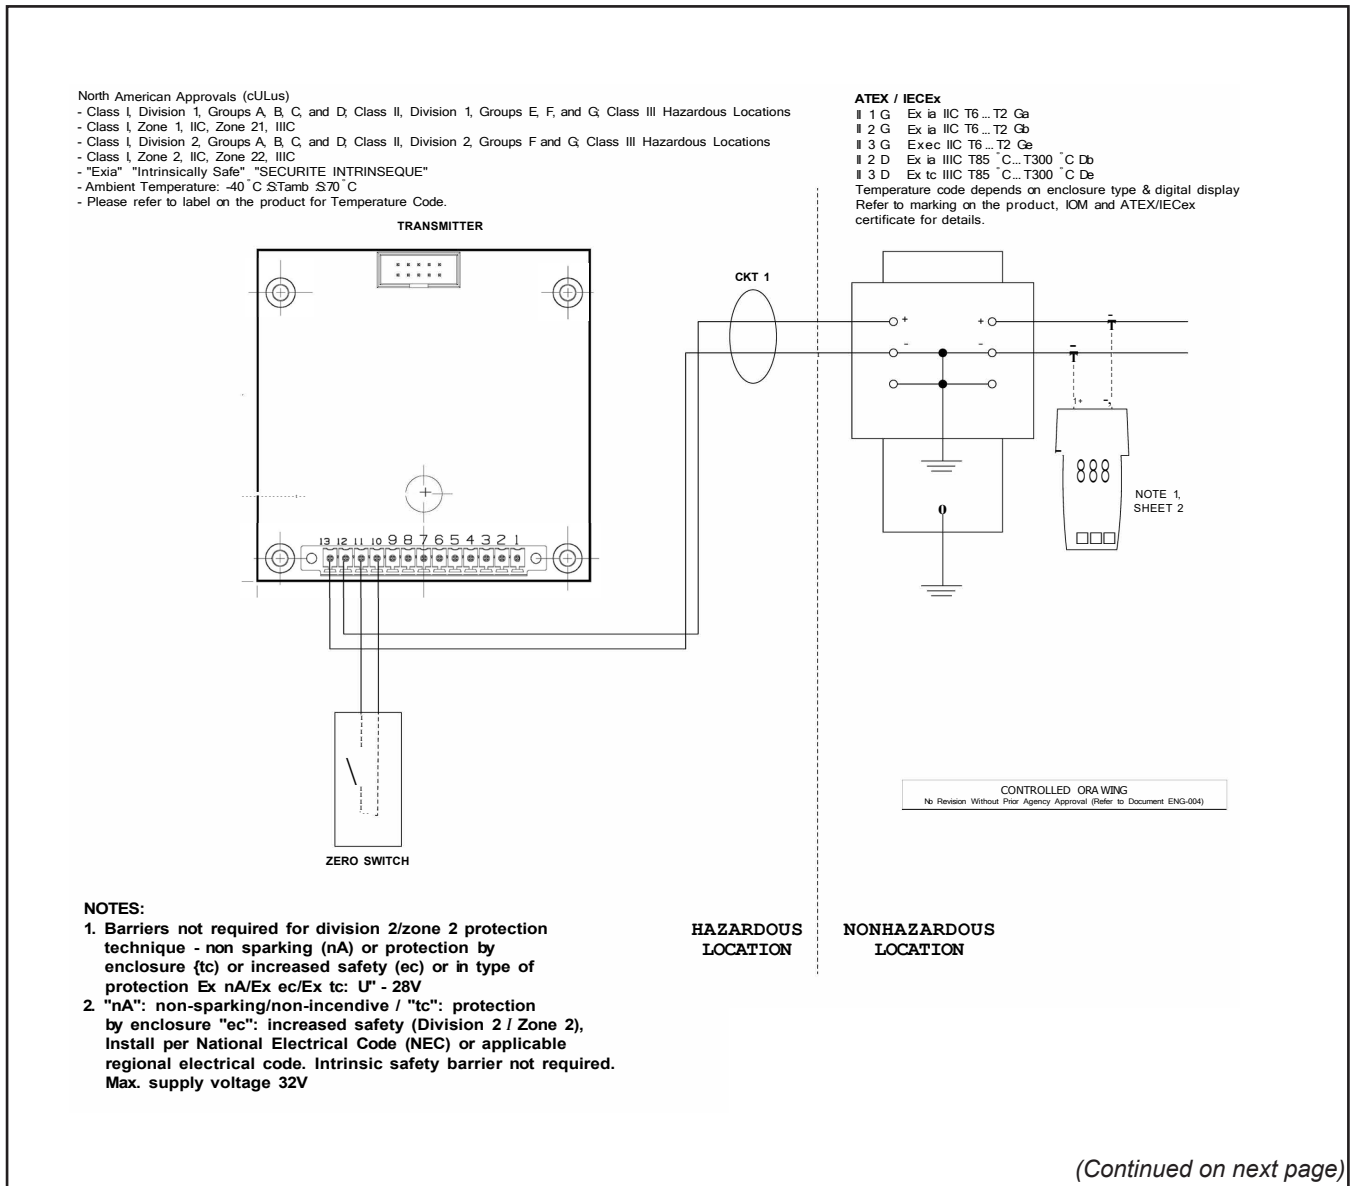 North American Approvals (cULus)
- Class I, Division 1, Groups A, B, C, and D; Class II, Division 1, Groups E, F, and G; Class III Hazardous Locations
- Class I, Zone 1, IIC, Zone 21, IIIC
- Class I, Division 2, Groups A, B, C, and D; Class II, Division 2, Groups F and G; Class III Hazardous Locations
- Class I, Zone 2, IIC, Zone 22, IIIC
- "Exia" "Intrinsically Safe" "SECURITE INTRINSEQUE"
- Ambient Temperature: -40°C S:Tamb S:70°C
- Please refer to label on the product for Temperature Code.
ATEX / IECEx
II 1 G Ex ia IIC T6...T2 Ga
II 2 G Ex ia IIC T6...T2 Gb
II 3 G Exec IIC T6...T2 Ge
II 2 D Ex ia IIIC T85 °C...T300 °C Db
II 3 D Ex tc IIIC T85 °C...T300 °C De
Temperature code depends on enclosure type & digital display
Refer to marking on the product, IOM and ATEX/IECex
certificate for details.
TRANSMITTER
CKT 1
+ +
- -
1+ -,
888
NOTE 1,
SHEET 2
0
13 12 11 10 9 8 7 6 5 4 3 2 1
ZERO SWITCH
CONTROLLED ORAWING
No Revision Without Prior Agency Approval (Refer to Document ENG-004)
HAZARDOUS
LOCATION
NONHAZARDOUS
LOCATION
NOTES:
1. Barriers not required for division 2/zone 2 protection
technique - non sparking (nA) or protection by
enclosure {tc) or increased safety (ec) or in type of
protection Ex nA/Ex ec/Ex tc: U" - 28V
2. "nA": non-sparking/non-incendive / "tc": protection
by enclosure "ec": increased safety (Division 2 / Zone 2),
Install per National Electrical Code (NEC) or applicable
regional electrical code. Intrinsic safety barrier not required.
Max. supply voltage 32V
(Continued on next page)